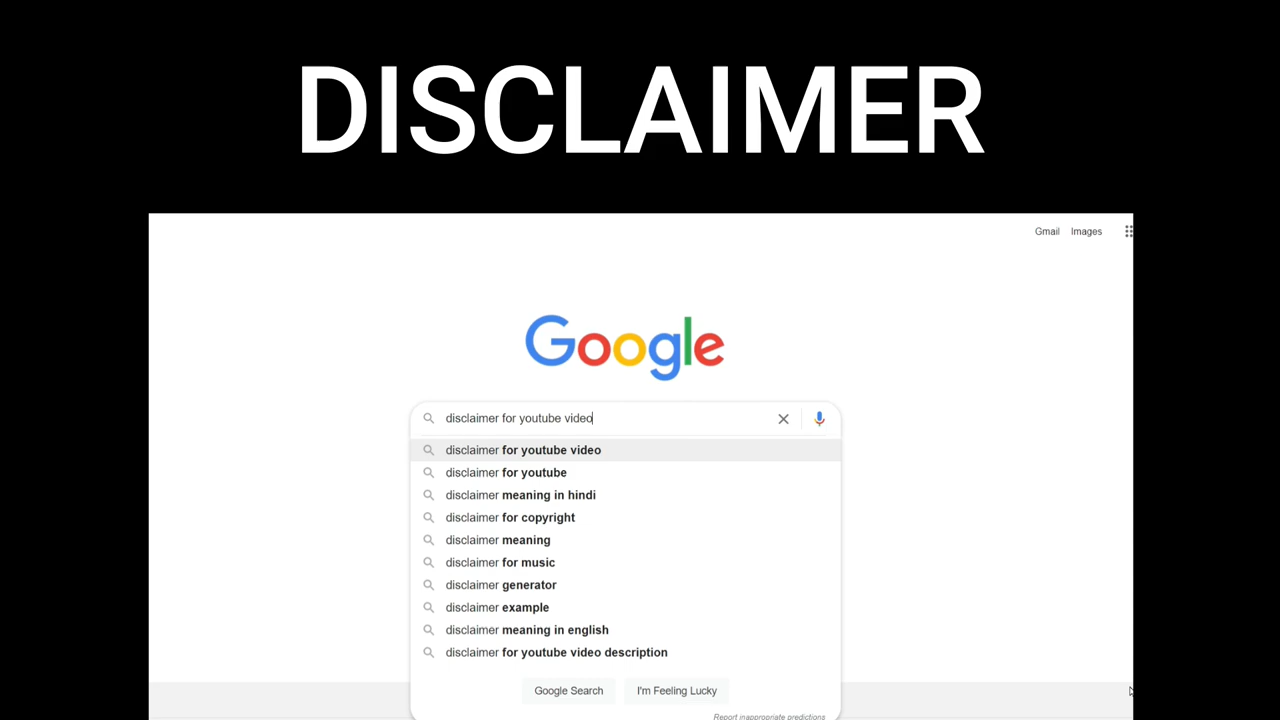 DISCLAIMER
Gmail Images
Google
disclaimer for youtube video
disclaimer for youtube video
disclaimer for youtube
disclaimer meaning in hindi
disclaimer for copyright
disclaimer meaning
disclaimer for music
disclaimer generator
disclaimer example
disclaimer meaning in english
disclaimer for youtube video description
Google Search I'm Feeling Lucky
Report inappropriate predictions